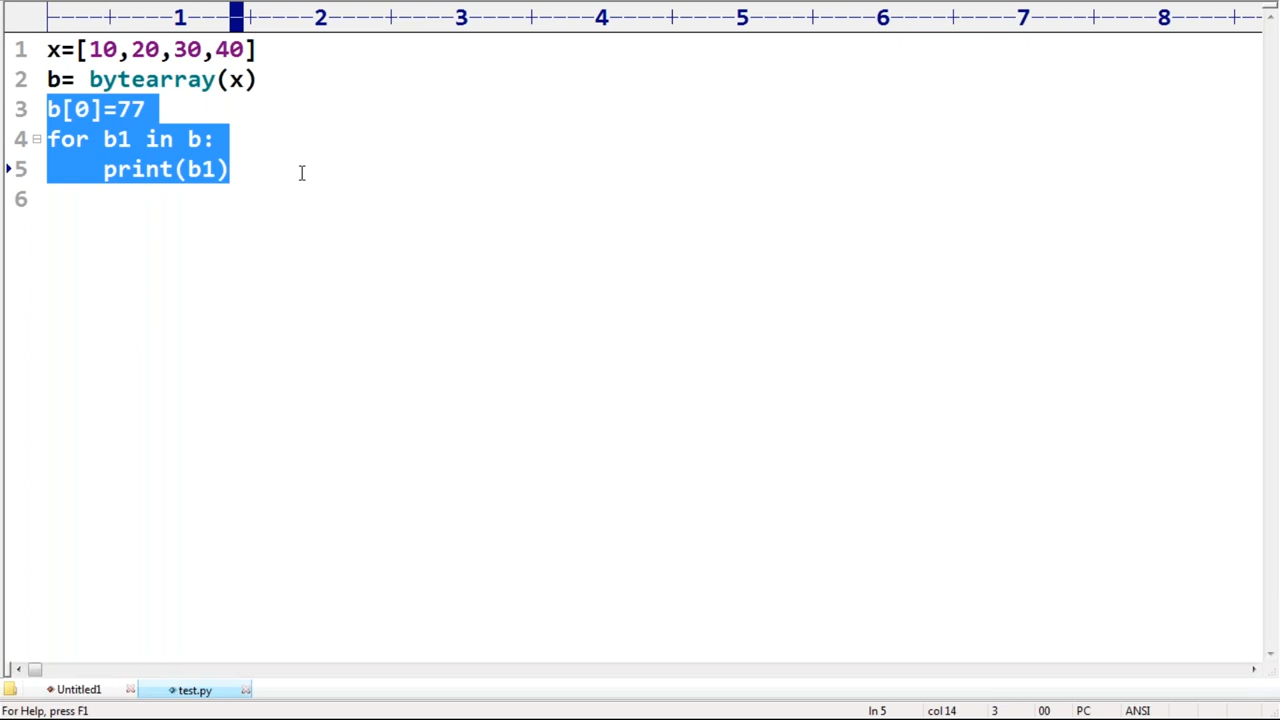 1 2 3 4 5 6 7 8
1 x=[10,20,30,40]
2 b= bytearray(x)
3 b[0]=77
4 for b1 in b:
5     print(b1)
6
Untitled1 test.py
For Help, press F1 ln 5 col 14 3 00 PC ANSI